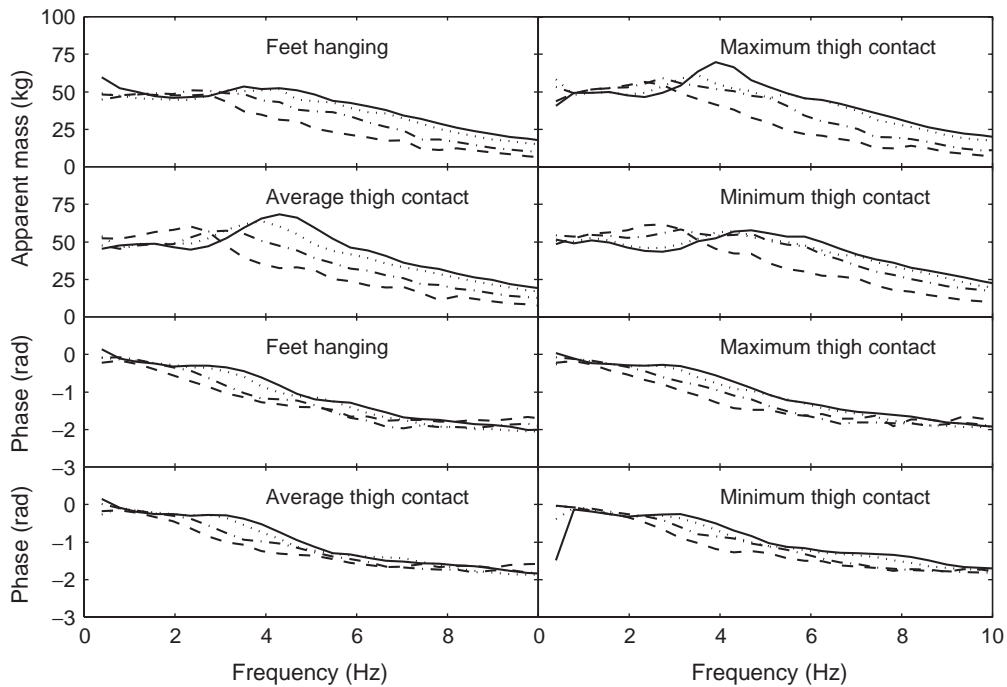 100
75
50
25
0
Apparent mass (kg)
Feet hanging
Maximum thigh contact
75
50
25
0
Average thigh contact
Minimum thigh contact
0
−1
−2
−3
Phase (rad)
Feet hanging
Maximum thigh contact
0
−1
−2
−3
Phase (rad)
Average thigh contact
Minimum thigh contact
0 2 4 6 8 0 2 4 6 8 10
Frequency (Hz) Frequency (Hz)